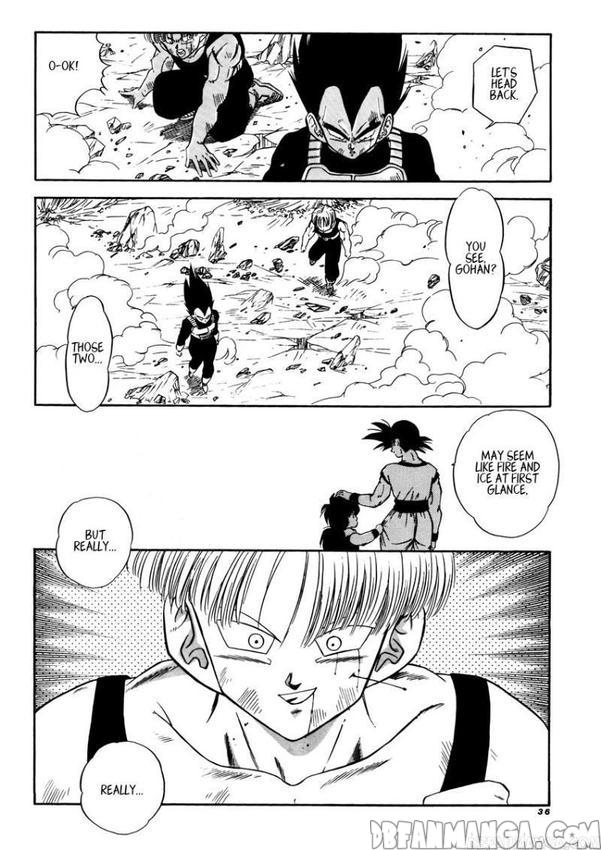 O-OK!
LET'S
HEAD
BACK.
YOU
SEE,
GOHAN?
THOSE
TWO...
MAY SEEM
LIKE FIRE AND
ICE AT FIRST
GLANCE,
BUT
REALLY...
REALLY...
36
DBFANMANGA.COM